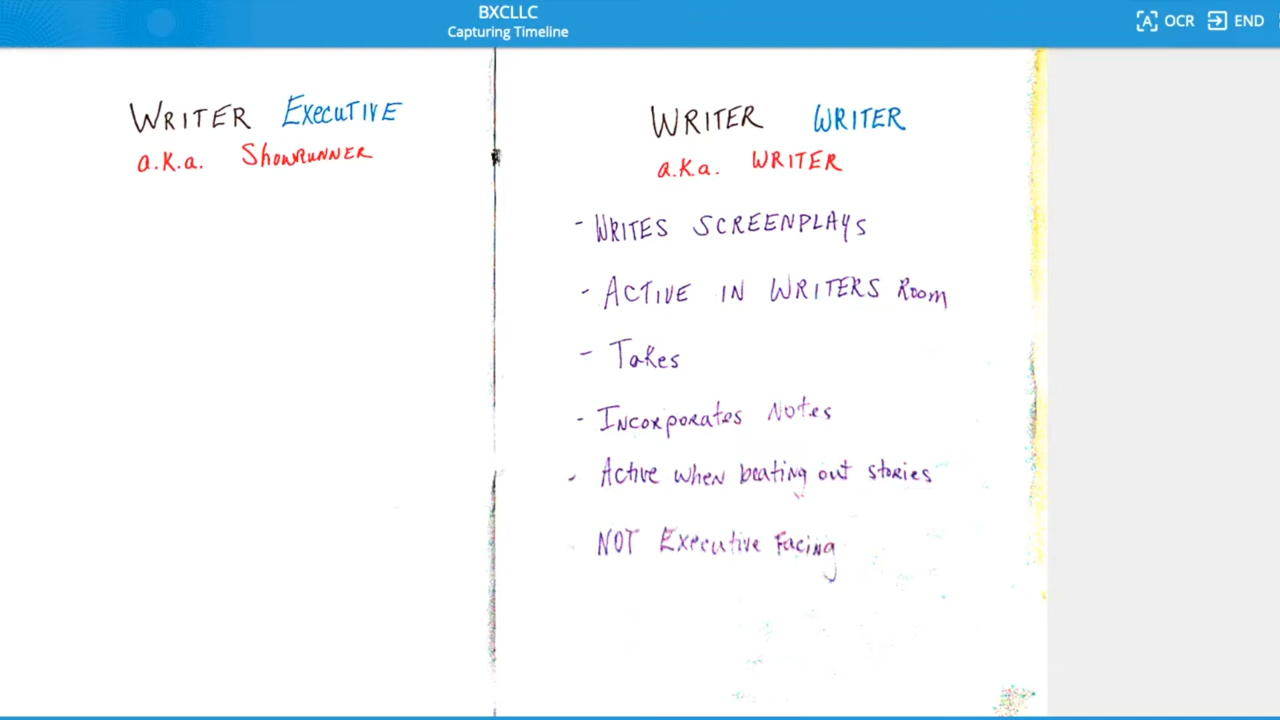 BXCLLC
Capturing Timeline
[A] OCR
END
WRITER EXECUTIVE
a.k.a. SHOWRUNNER
WRITER WRITER
a.k.a. WRITER
- WRITES SCREENPLAYS
- ACTIVE IN WRITERS ROOM
- Takes
- INCORPORATES NOTES
- Active when beating out stories
NOT Executive Facing